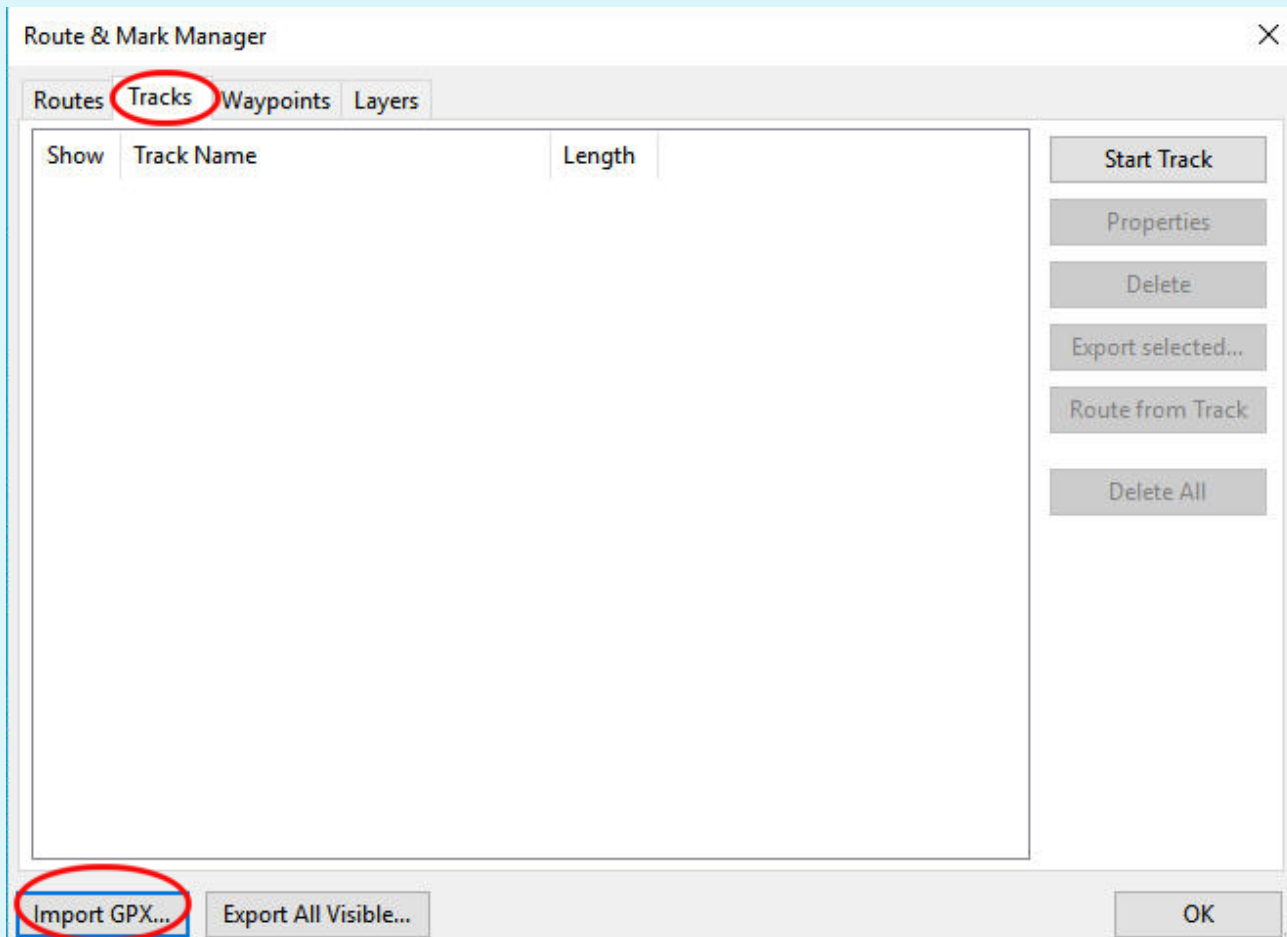 Route & Mark Manager
Routes Tracks Waypoints Layers
Show Track Name Length
Start Track
Properties
Delete
Export selected...
Route from Track
Delete All
Import GPX... Export All Visible... OK